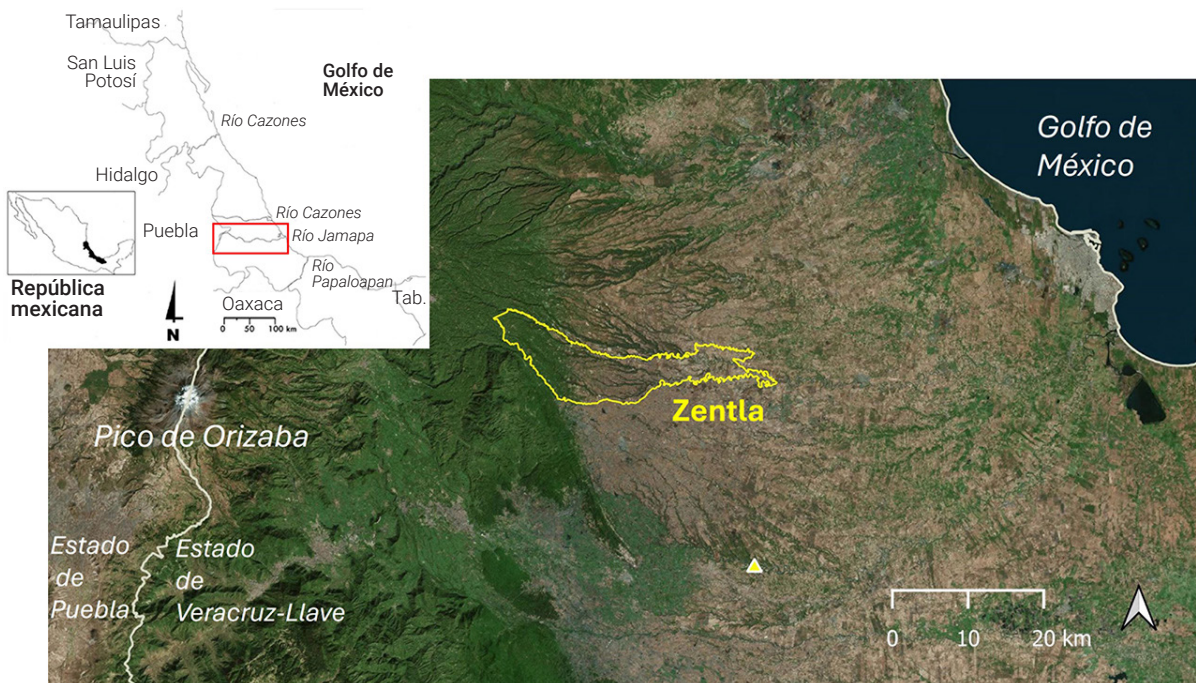 Tamaulipas
San Luis
Potosí
Golfo de
México
Río Cazones
Hidalgo
Río Cazones
Puebla
Río Jamapa
Río
Papaloapan
República
mexicana
Oaxaca
Tab.
N
0 50 100 km
Golfo de
México
Zentla
Pico de Orizaba
Estado
de
Puebla
Estado
de
Veracruz-Llave
0 10 20 km